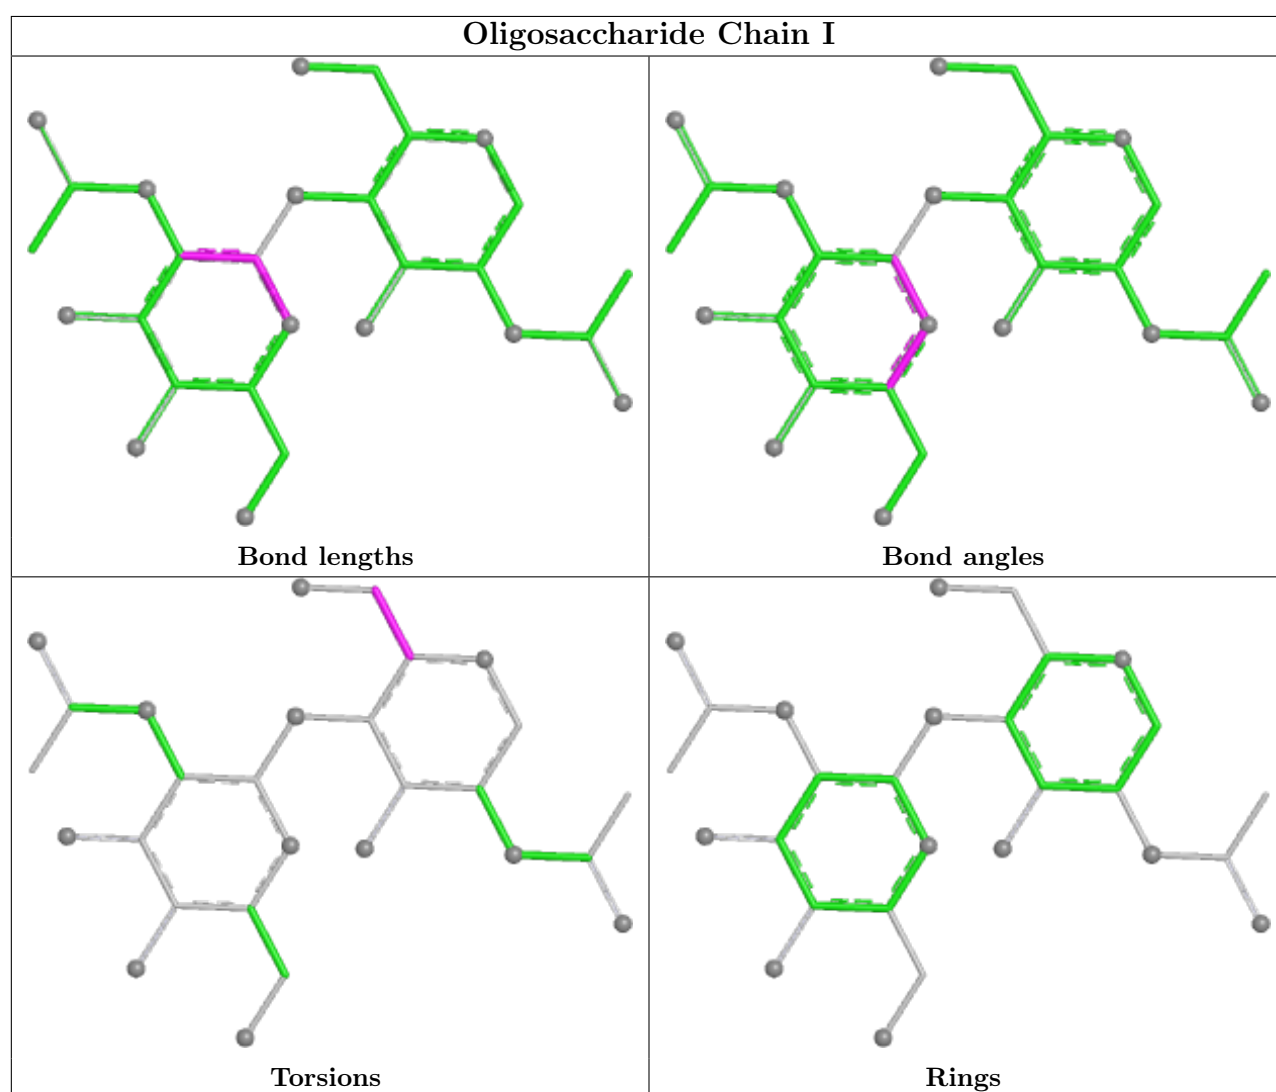 Oligosaccharide Chain I
Bond lengths
Bond angles
Torsions
Rings